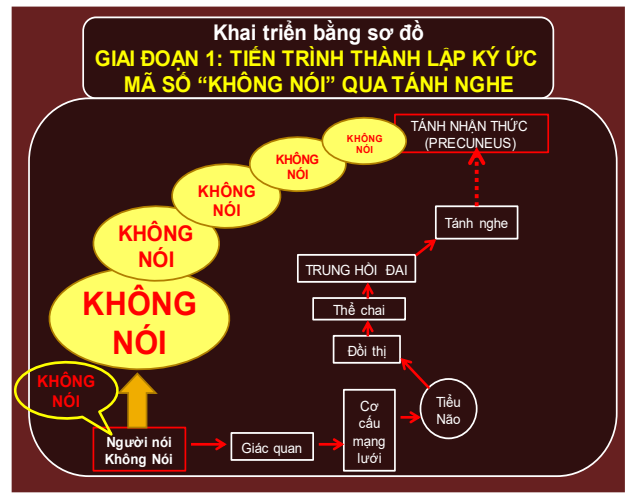 Khai triển bằng sơ đồ
GIAI ĐOẠN 1: TIẾN TRÌNH THÀNH LẬP KÝ ỨC
MÃ SỐ “KHÔNG NÓI” QUA TÁNH NGHE
KHÔNG
NÓI
TÁNH NHẬN THỨC
(PRECUNEUS)
KHÔNG
NÓI
KHÔNG
NÓI
KHÔNG
NÓI
KHÔNG
NÓI
KHÔNG
NÓI
Tánh nghe
TRUNG HỒI ĐAI
Thể chai
Đồi thị
Tiểu
Não
Cơ
cấu
mạng
lưới
Giác quan
Người nói
Không Nói